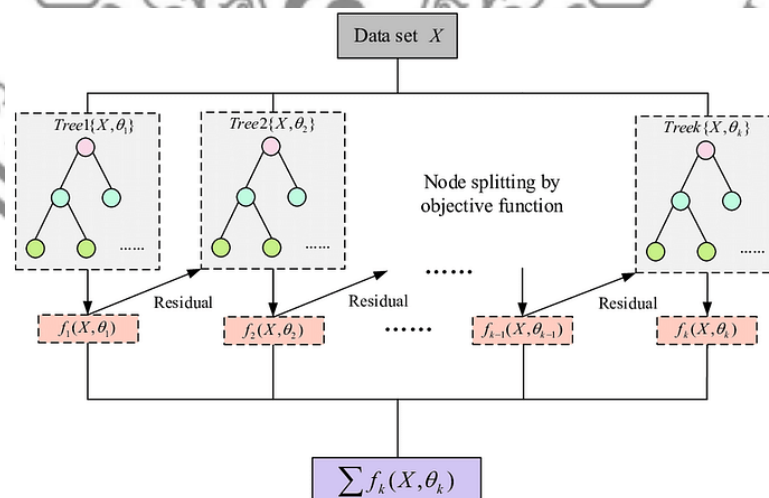 Data set X
Tree1{X,θ₁}
Tree2{X,θ₂}
Treek{X,θₖ}
Node splitting by
objective function
......
......
......
......
Residual
Residual
Residual
f₁(X,θ₁)
f₂(X,θ₂)
......
fₖ₋₁(X,θₖ₋₁)
fₖ(X,θₖ)
∑fₖ(X,θₖ)